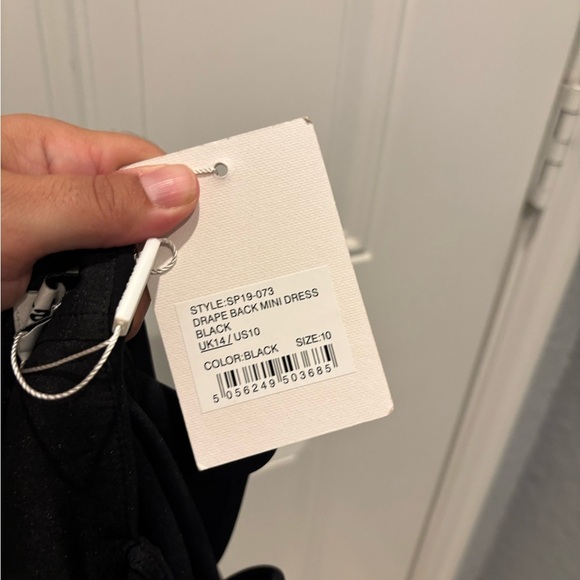 STYLE:SP19-073
DRAPE BACK MINI DRESS
BLACK
UK14 / US10
COLOR:BLACK SIZE:10
5 056249 503685